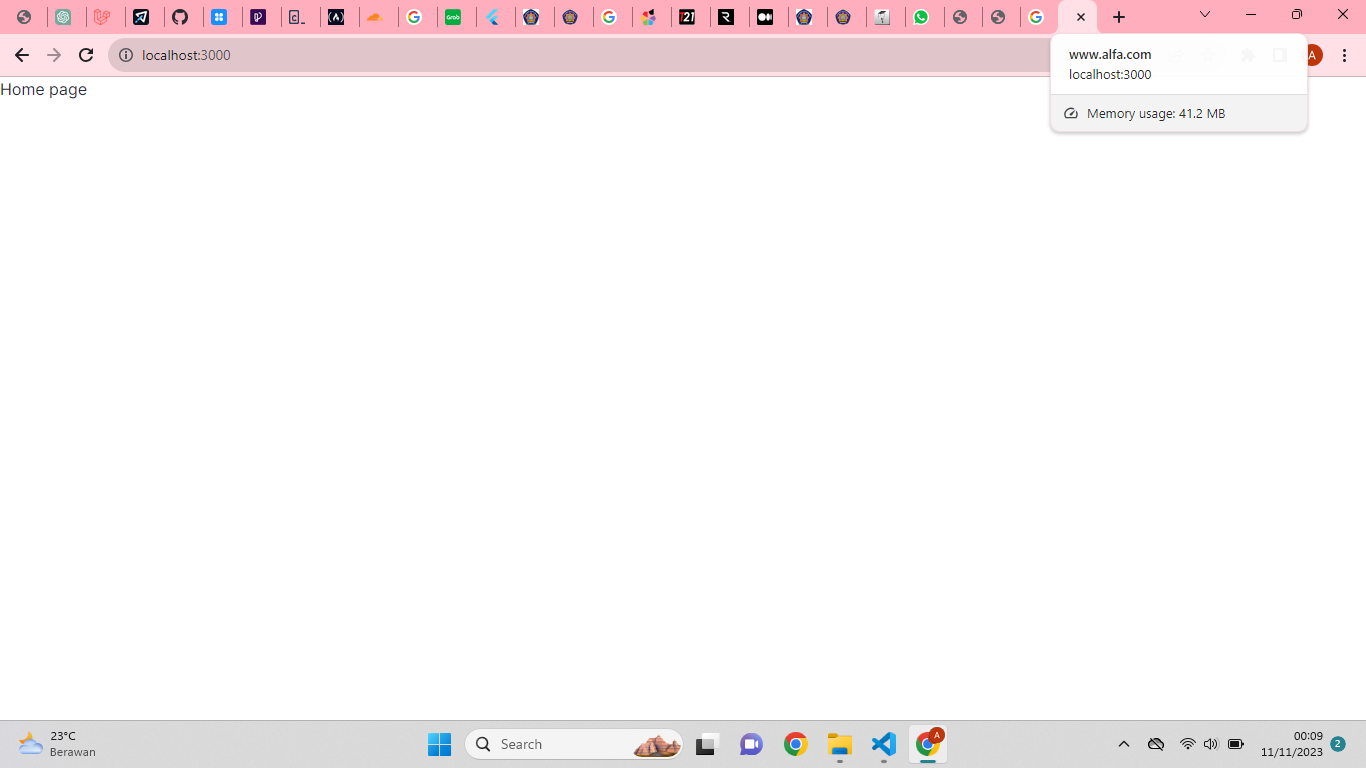 Grab
localhost:3000
A
www.alfa.com
localhost:3000
Memory usage: 41.2 MB
Home page
23°C
Berawan
Search
A
00:09
11/11/2023
2